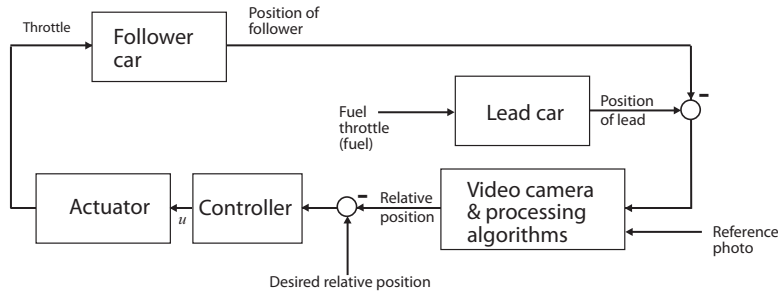 Throttle
Follower
car
Position of
follower
-
Fuel
throttle
(fuel)
Lead car
Position
of lead
Actuator
u
Controller
-
Relative
position
Video camera
& processing
algorithms
Reference
photo
Desired relative position